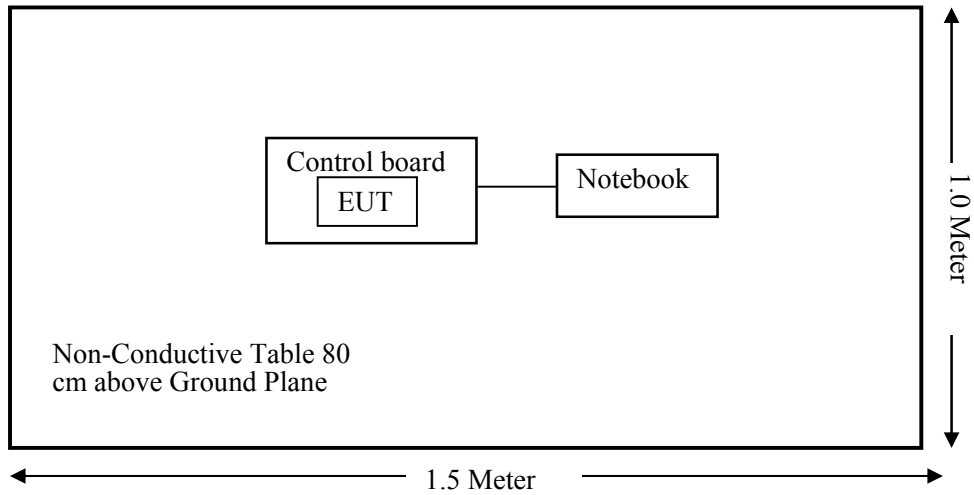 Control board
EUT
Notebook
1.0 Meter
Non-Conductive Table 80
cm above Ground Plane
1.5 Meter